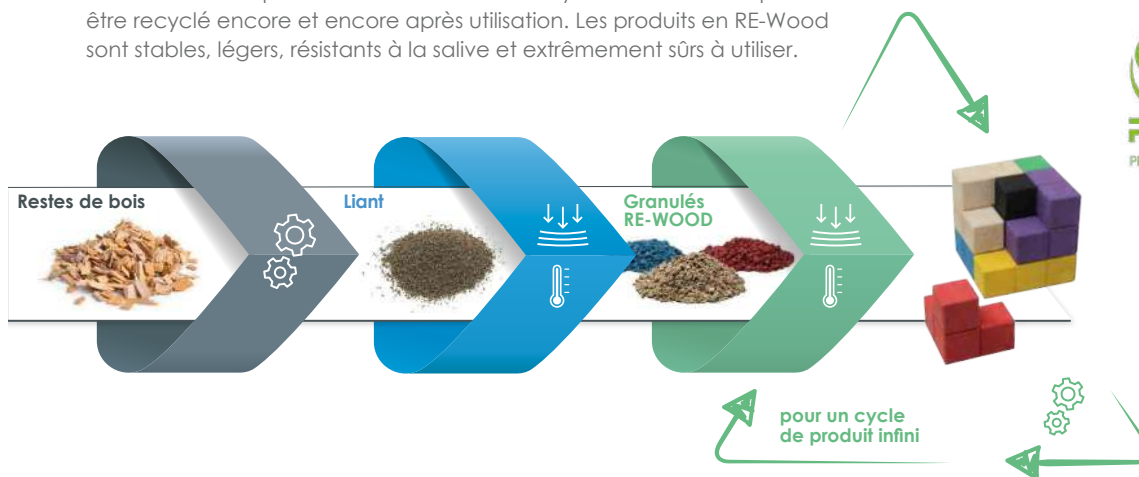 être recyclé encore et encore après utilisation. Les produits en RE-Wood
sont stables, légers, résistants à la salive et extrêmement sûrs à utiliser.
Restes de bois
Liant
Granulés
RE-WOOD
pour un cycle
de produit infini